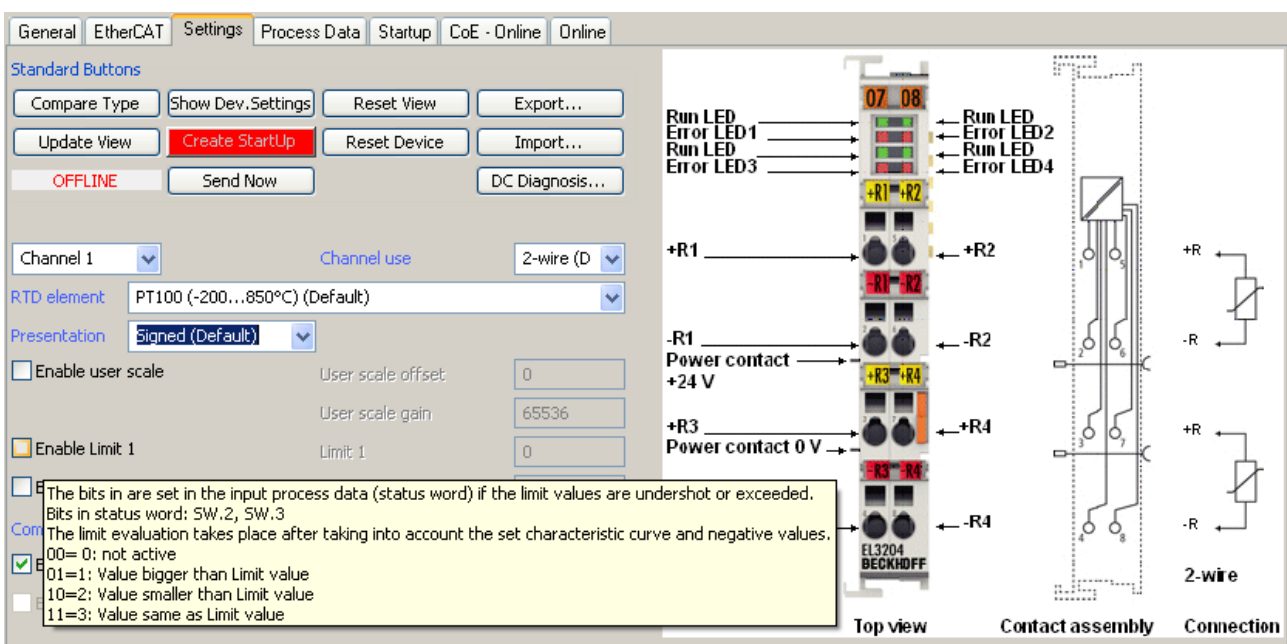 General EtherCAT Settings Process Data Startup CoE - Online Online
Standard Buttons
Compare Type Show Dev.Settings Reset View Export...
Update View Create StartUp Reset Device Import...
OFFLINE Send Now DC Diagnosis...
Channel 1 Channel use 2-wire (D
RTD element PT100 (-200...850°C) (Default)
Presentation Signed (Default)
Enable user scale User scale offset 0
User scale gain 65536
Enable Limit 1 Limit 1 0
The bits in are set in the input process data (status word) if the limit values are undershot or exceeded.
Bits in status word: SW.2, SW.3
The limit evaluation takes place after taking into account the set characteristic curve and negative values.
00= 0: not active
01=1: Value bigger than Limit value
10=2: Value smaller than Limit value
11=3: Value same as Limit value
07 08
Run LED Run LED
Error LED1 Error LED2
Run LED Run LED
Error LED3 Error LED4
+R1 +R2
+R1 +R2
-R1 -R2
-R1 -R2
Power contact
+24 V
+R3 +R4
+R3 +R4
Power contact 0 V
-R3 -R4
-R4
EL3204
BECKHOFF
Top view
1 5
2 6
3 7
4 8
Contact assembly
+R
-R
+R
-R
2-wire
Connection